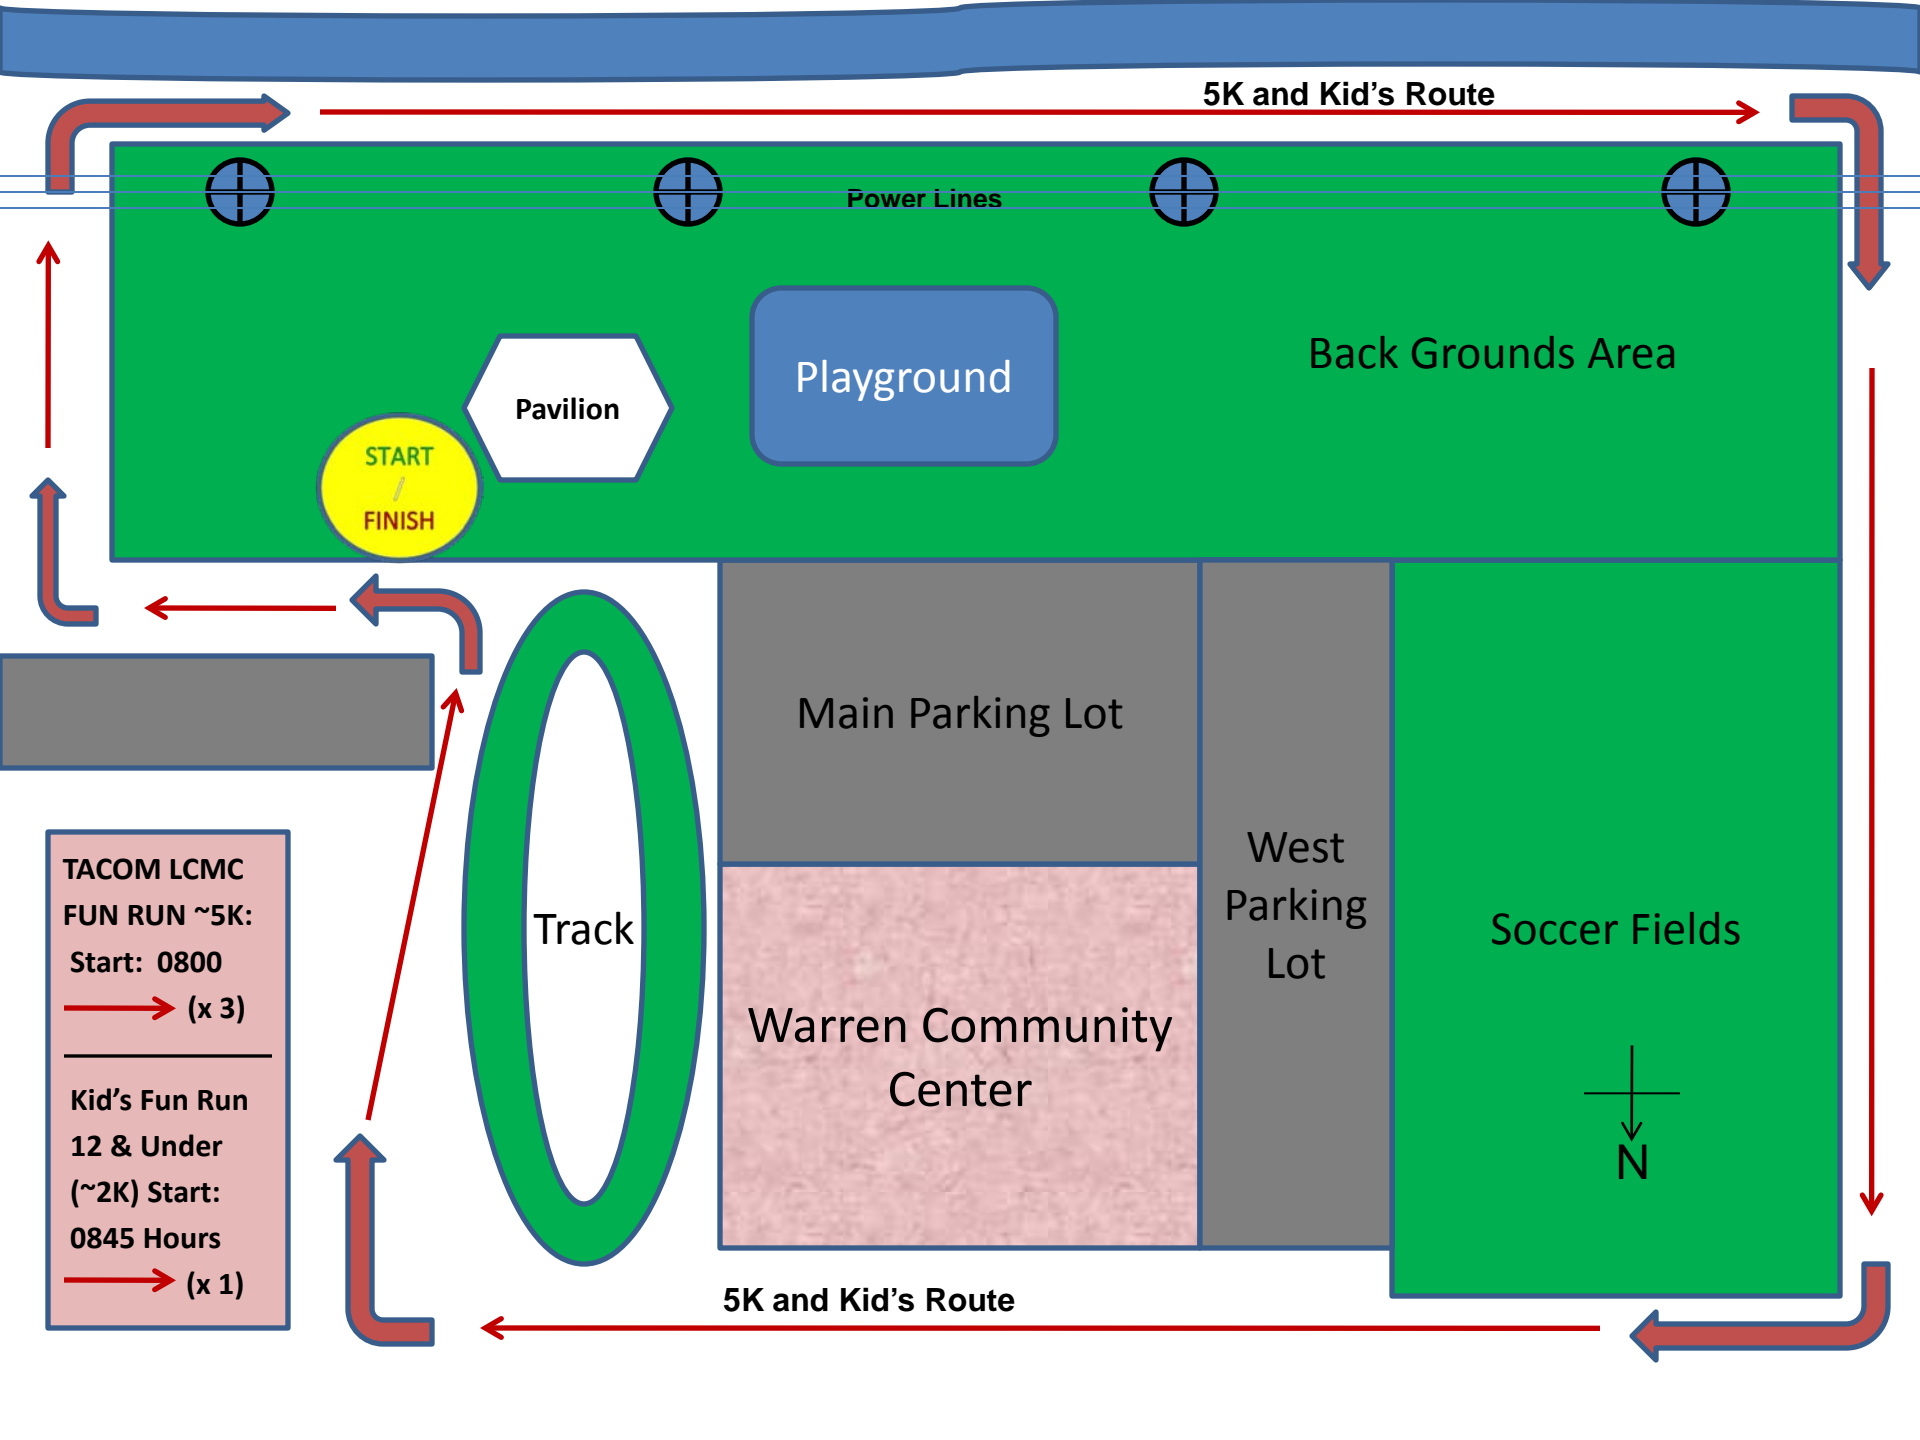 5K and Kid’s Route
Power Lines
Back Grounds Area
Playground
Pavilion
START
/
FINISH
Main Parking Lot
West
Parking
Lot
TACOM LCMC
FUN RUN ~5K:
Start: 0800
(x 3)
Kid’s Fun Run
12 & Under
(~2K) Start:
0845 Hours
(x 1)
Track
Soccer Fields
Warren Community
Center
N
5K and Kid’s Route